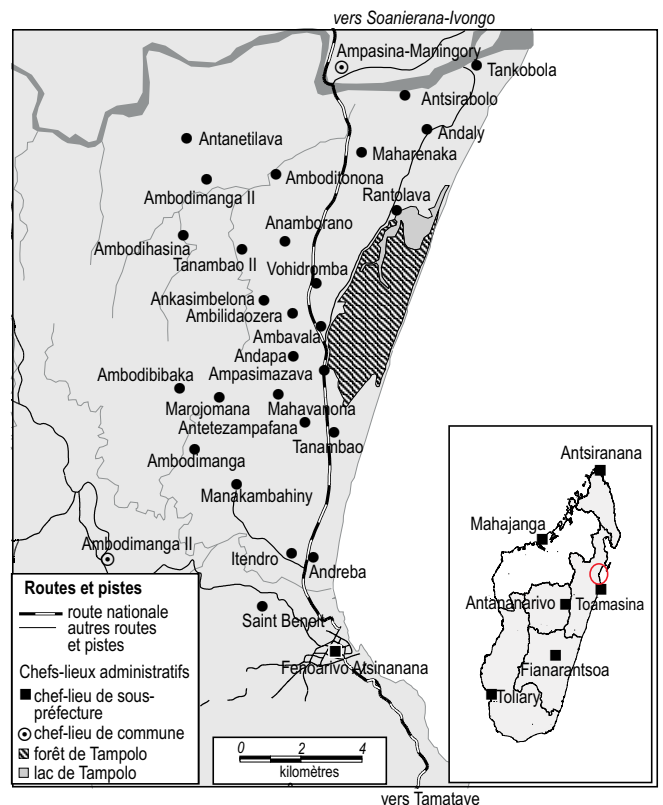 vers Soanierana-Ivongo
Ampasina-Maningory
Tankobola
Antsirabolo
Andaly
Antanetilava
Maharenaka
Amboditonona
Ambodimanga II
Rantolava
Anamborano
Ambodihasina
Tanambao II
Vohidromba
Ankasimbelona
Ambilidaozera
Ambavala
Andapa
Ambodibibaka
Ampasimazava
Marojomana
Mahavanona
Antetezampafana
Tanambao
Ambodimanga
Manakambahiny
Ambodimanga II
Itendro
Andreba
Saint Benoit
Fenoarivo Atsinanana
Routes et pistes
route nationale
autres routes
et pistes
Chefs-lieux administratifs
chef-lieu de sous-
préfecture
chef-lieu de commune
forêt de Tampolo
lac de Tampolo
0 2 4
kilomètres
vers Tamatave
Antsiranana
Mahajanga
Antananarivo
Toamasina
Fianarantsoa
Toliary